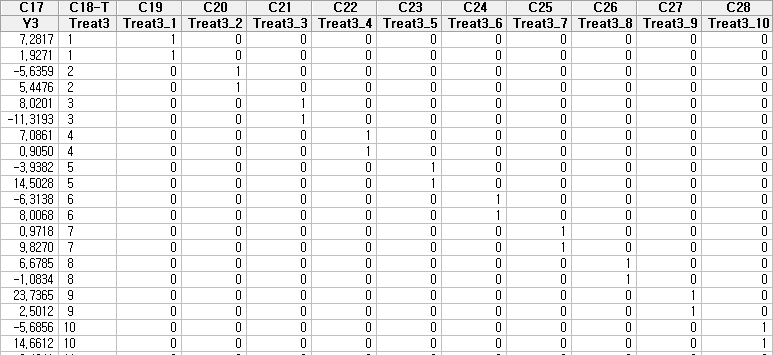 C17 C18-T C19 C20 C21 C22 C23 C24 C25 C26 C27 C28
Y3 Treat3 Treat3_1 Treat3_2 Treat3_3 Treat3_4 Treat3_5 Treat3_6 Treat3_7 Treat3_8 Treat3_9 Treat3_10
7,2817 1 1 0 0 0 0 0 0 0 0 0
1,9271 1 1 0 0 0 0 0 0 0 0 0
-5,6359 2 0 1 0 0 0 0 0 0 0 0
5,4476 2 0 1 0 0 0 0 0 0 0 0
8,0201 3 0 0 1 0 0 0 0 0 0 0
-11,3193 3 0 0 1 0 0 0 0 0 0 0
7,0861 4 0 0 0 1 0 0 0 0 0 0
0,9050 4 0 0 0 1 0 0 0 0 0 0
-3,9382 5 0 0 0 0 1 0 0 0 0 0
14,5028 5 0 0 0 0 1 0 0 0 0 0
-6,3138 6 0 0 0 0 0 1 0 0 0 0
8,0068 6 0 0 0 0 0 1 0 0 0 0
0,9718 7 0 0 0 0 0 0 1 0 0 0
9,8270 7 0 0 0 0 0 0 1 0 0 0
6,6785 8 0 0 0 0 0 0 0 1 0 0
-1,0834 8 0 0 0 0 0 0 0 1 0 0
23,7365 9 0 0 0 0 0 0 0 0 1 0
2,5012 9 0 0 0 0 0 0 0 0 1 0
-5,6856 10 0 0 0 0 0 0 0 0 0 1
14,6612 10 0 0 0 0 0 0 0 0 0 1